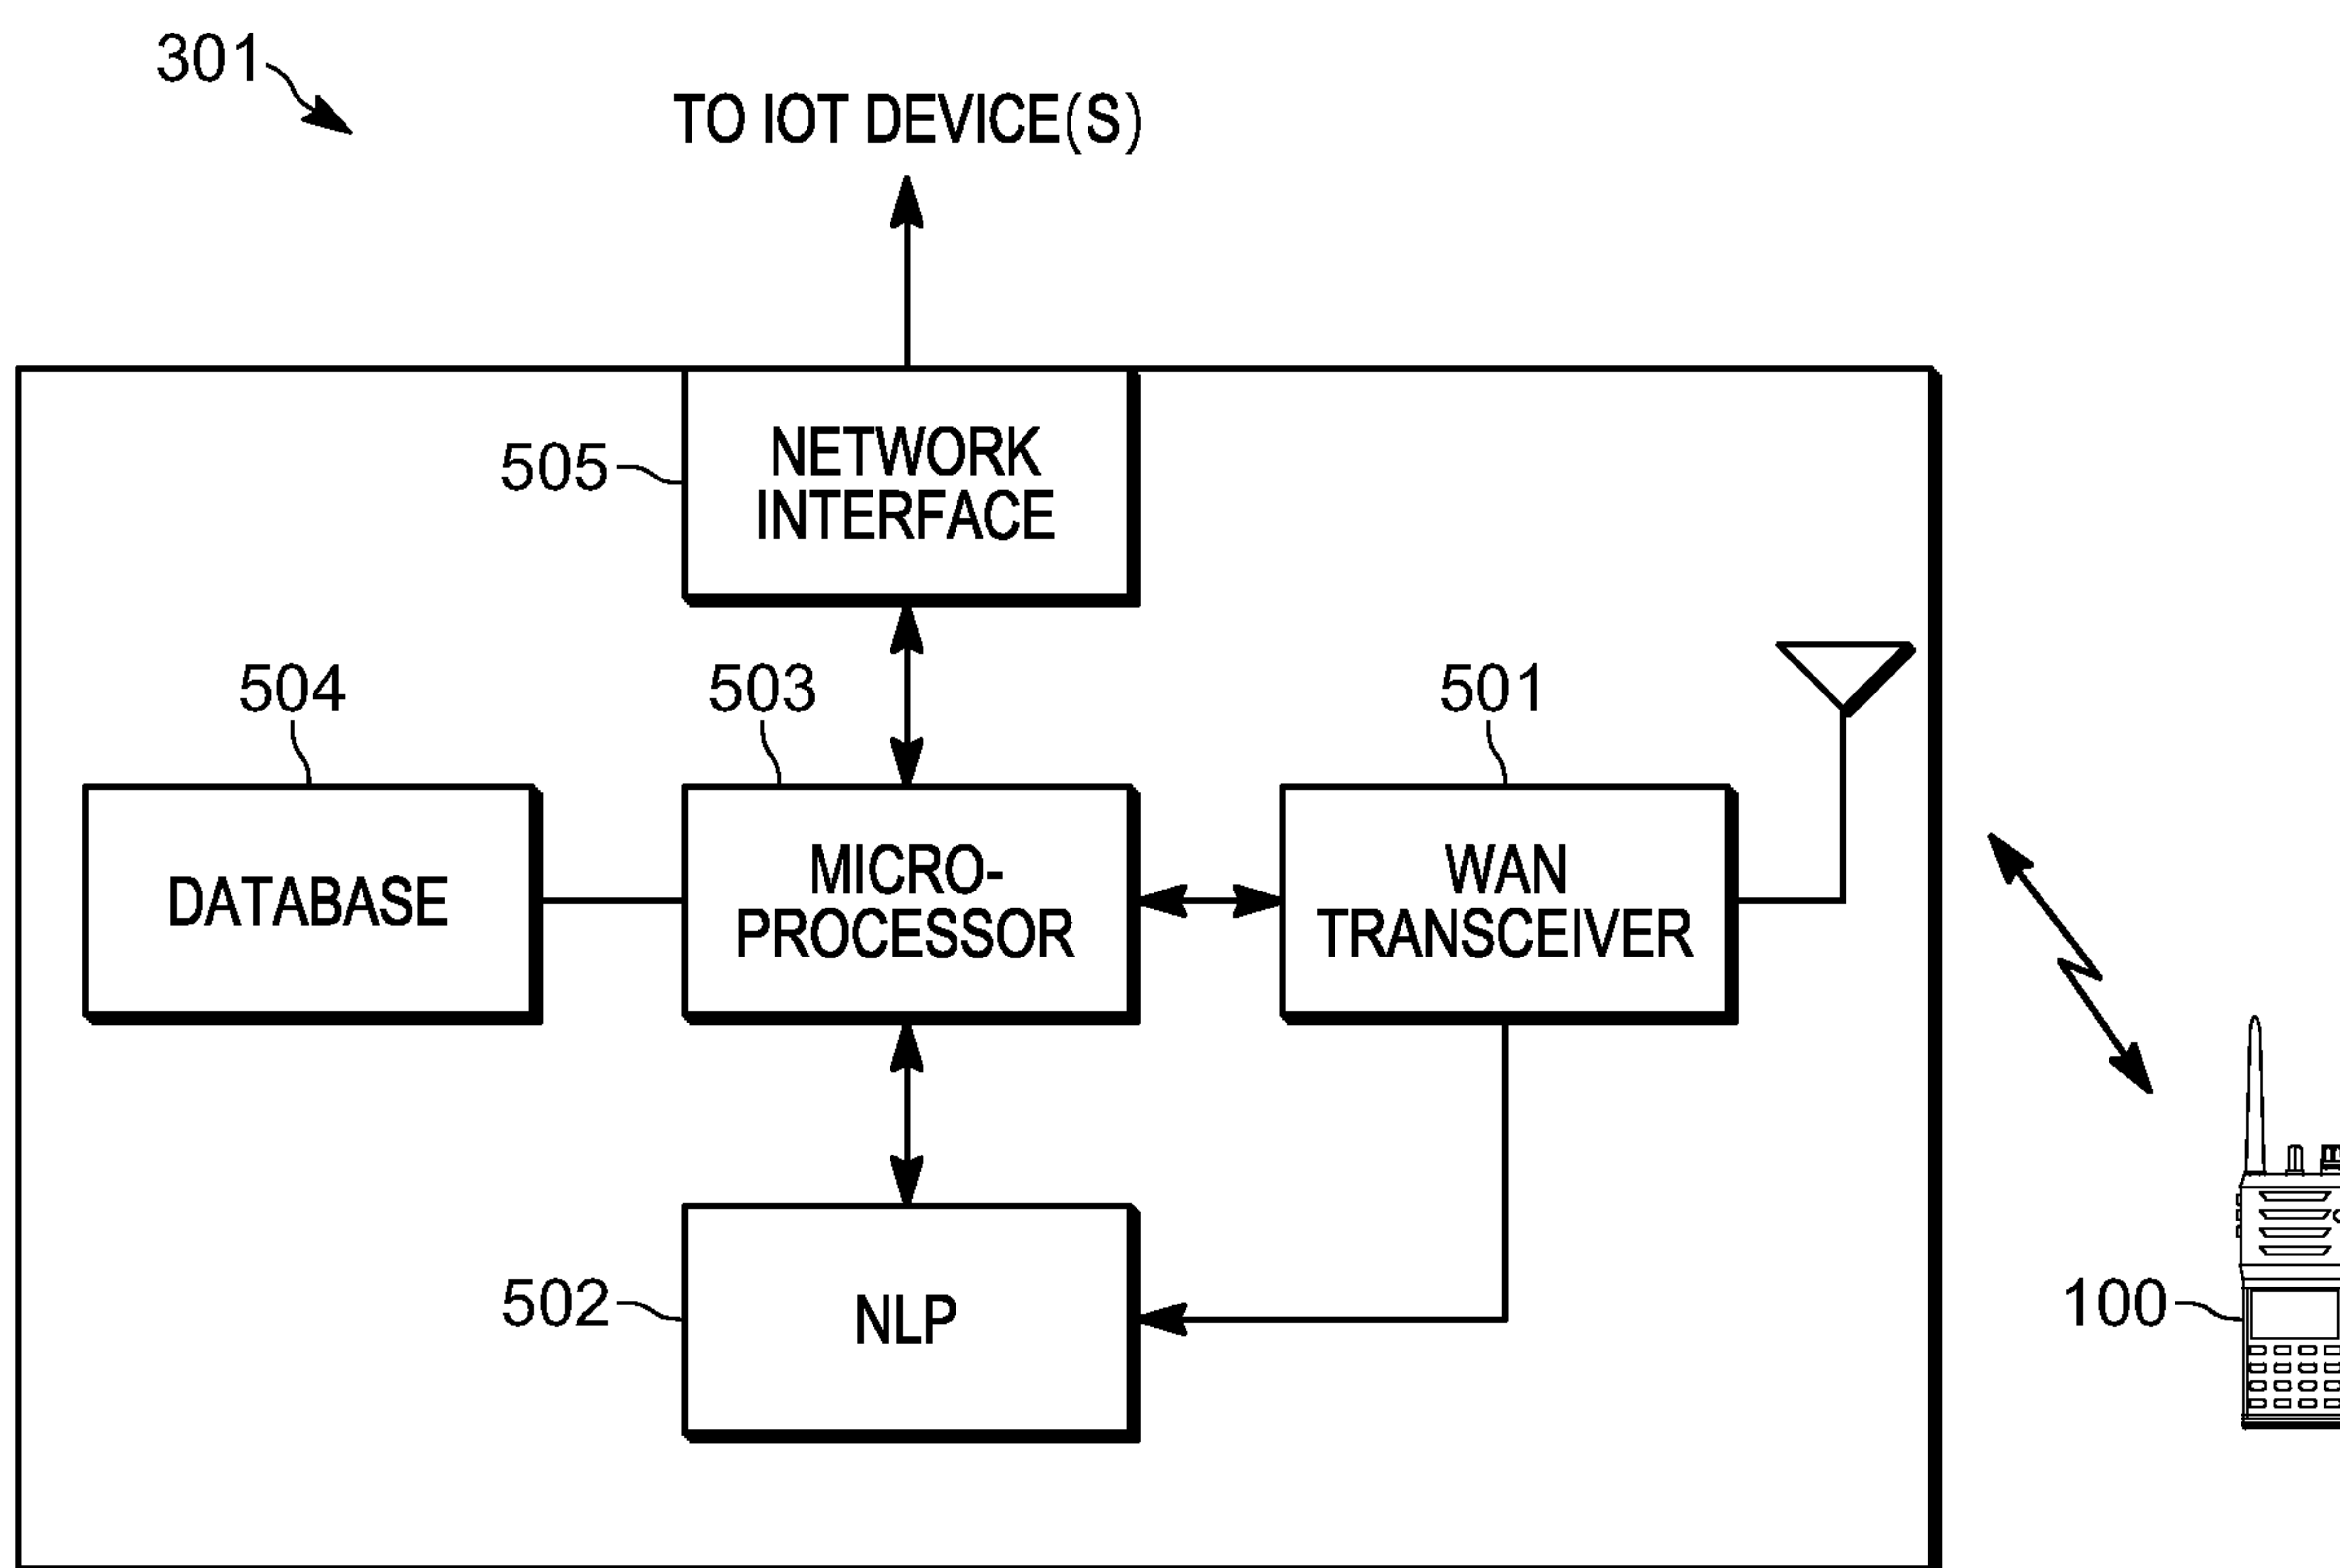 301
TO IOT DEVICE(S)
505
NETWORK
INTERFACE
504
503
501
DATABASE
MICRO-
PROCESSOR
WAN
TRANSCEIVER
502
NLP
100